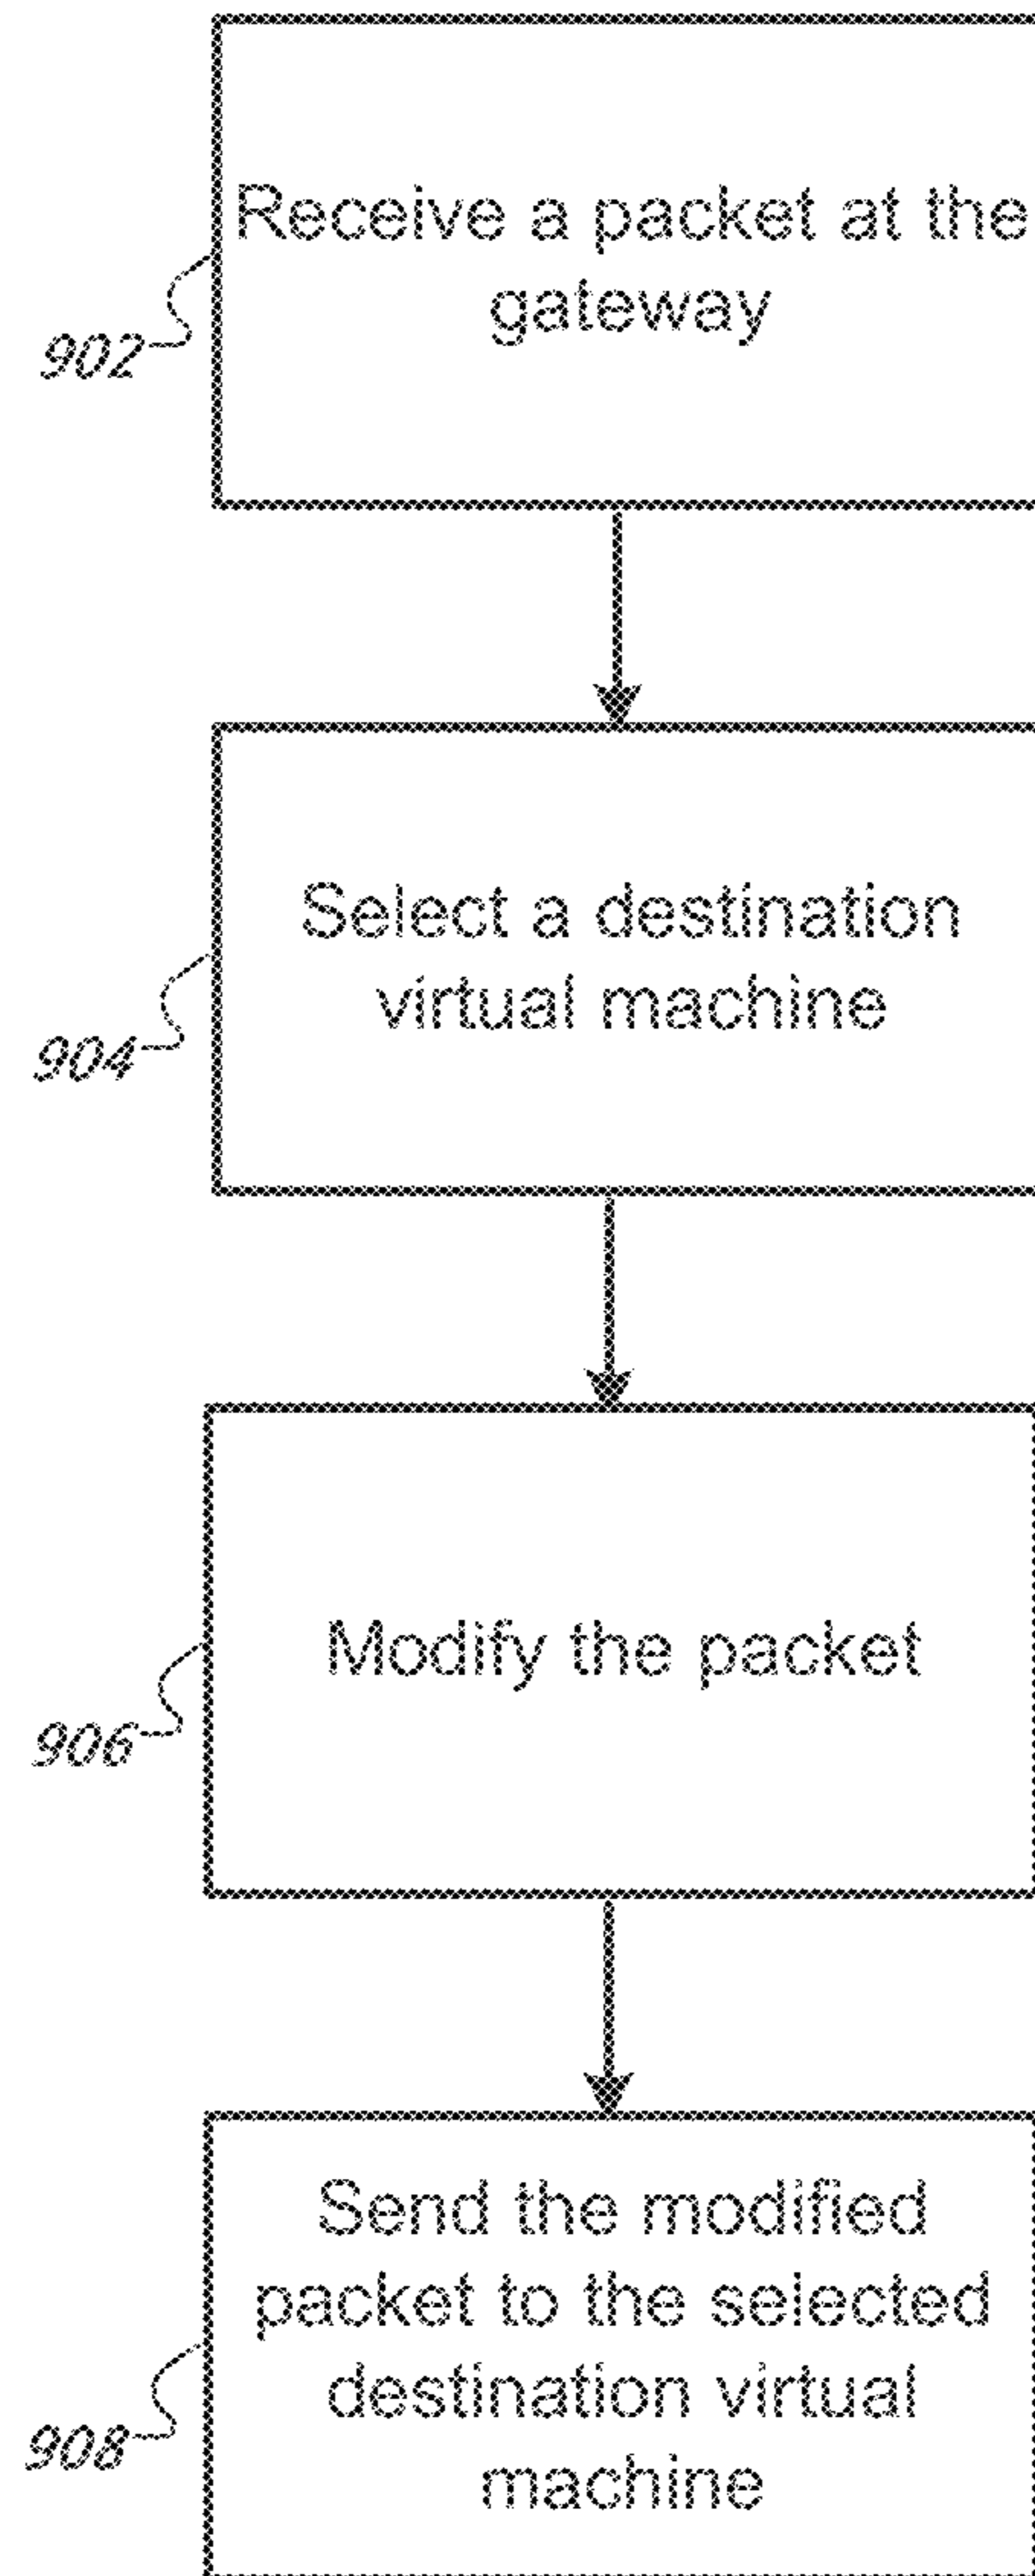 Receive a packet at the
gateway
902
Select a destination
virtual machine
904
Modify the packet
906
Send the modified
packet to the selected
destination virtual
machine
908